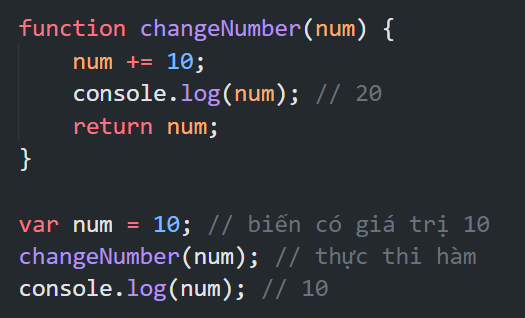 function changeNumber(num) {
    num += 10;
    console.log(num); // 20
    return num;
}

var num = 10; // biến có giá trị 10
changeNumber(num); // thực thi hàm
console.log(num); // 10